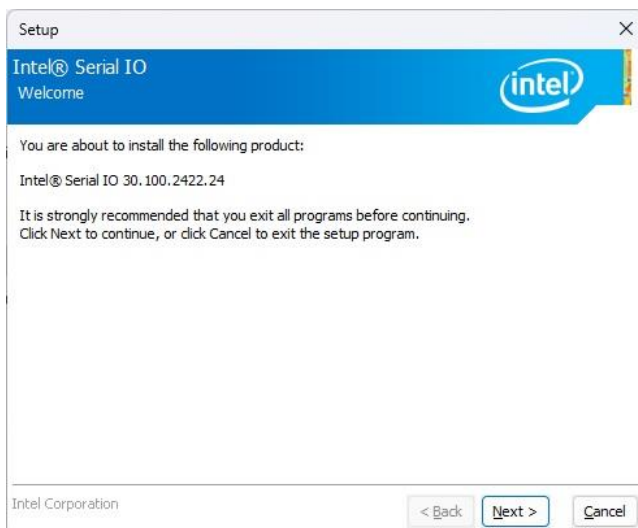 Setup
Intel® Serial IO
Welcome
intel
You are about to install the following product:
Intel® Serial IO 30.100.2422.24
It is strongly recommended that you exit all programs before continuing.
Click Next to continue, or click Cancel to exit the setup program.
Intel Corporation
< Back Next > Cancel